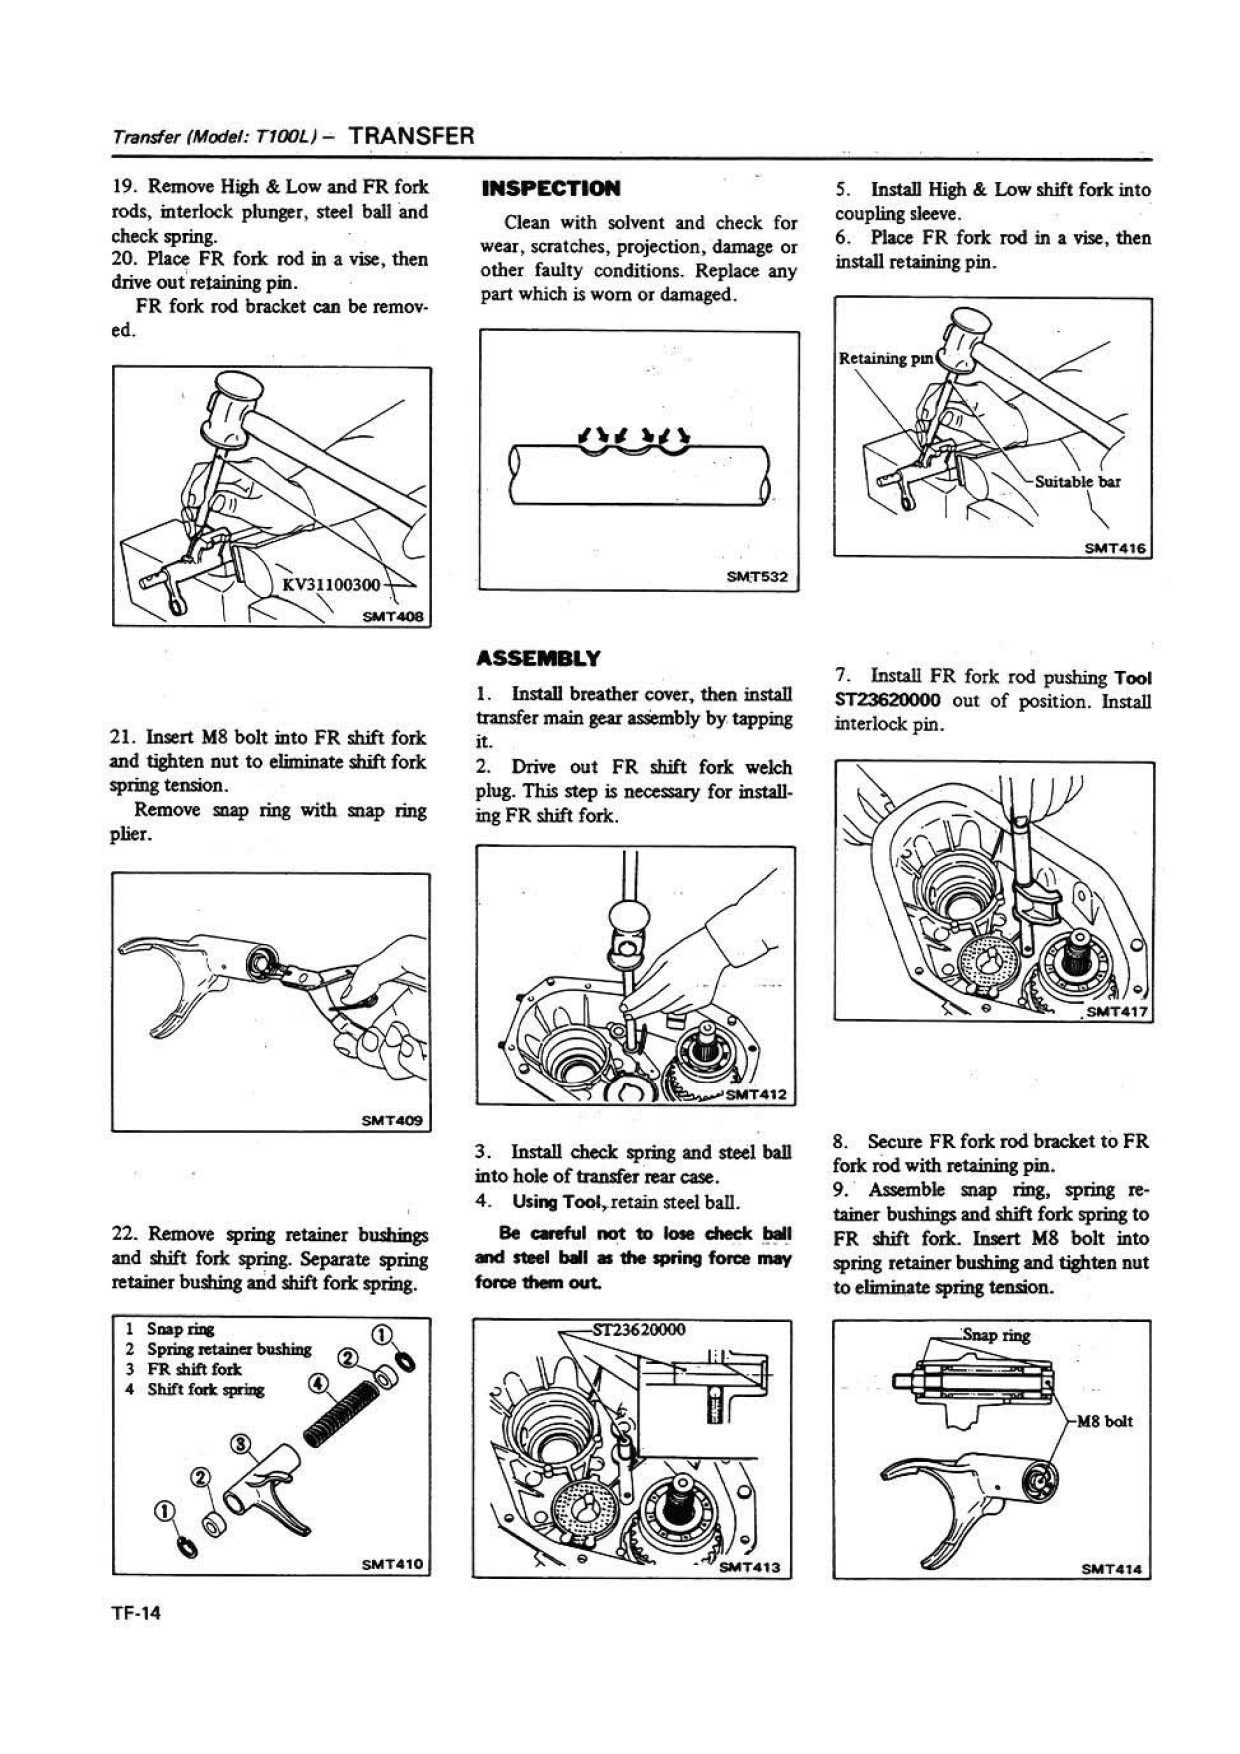 Transfer (Model: T100L) – TRANSFER
19. Remove High & Low and FR fork
rods, interlock plunger, steel ball and
check spring.
20. Place FR fork rod in a vise, then
drive out retaining pin.
FR fork rod bracket can be remov-
ed.
KV31100300
SMT408
21. Insert M8 bolt into FR shift fork
and tighten nut to eliminate shift fork
spring tension.
Remove snap ring with snap ring
plier.
SMT409
22. Remove spring retainer bushings
and shift fork spring. Separate spring
retainer bushing and shift fork spring.
1 Snap ring
2 Spring retainer bushing
3 FR shift fork
4 Shift fork spring
1
2
4
3
2
1
SMT410
INSPECTION
Clean with solvent and check for
wear, scratches, projection, damage or
other faulty conditions. Replace any
part which is worn or damaged.
SMT532
ASSEMBLY
1. Install breather cover, then install
transfer main gear assembly by tapping
it.
2. Drive out FR shift fork welch
plug. This step is necessary for install-
ing FR shift fork.
SMT412
3. Install check spring and steel ball
into hole of transfer rear case.
4. Using Tool, retain steel ball.
Be careful not to lose check ball
and steel ball as the spring force may
force them out.
ST23620000
SMT413
5. Install High & Low shift fork into
coupling sleeve.
6. Place FR fork rod in a vise, then
install retaining pin.
Retaining pin
Suitable bar
SMT416
7. Install FR fork rod pushing Tool
ST23620000 out of position. Install
interlock pin.
SMT417
8. Secure FR fork rod bracket to FR
fork rod with retaining pin.
9. Assemble snap ring, spring re-
tainer bushings and shift fork spring to
FR shift fork. Insert M8 bolt into
spring retainer bushing and tighten nut
to eliminate spring tension.
Snap ring
M8 bolt
SMT414
TF-14